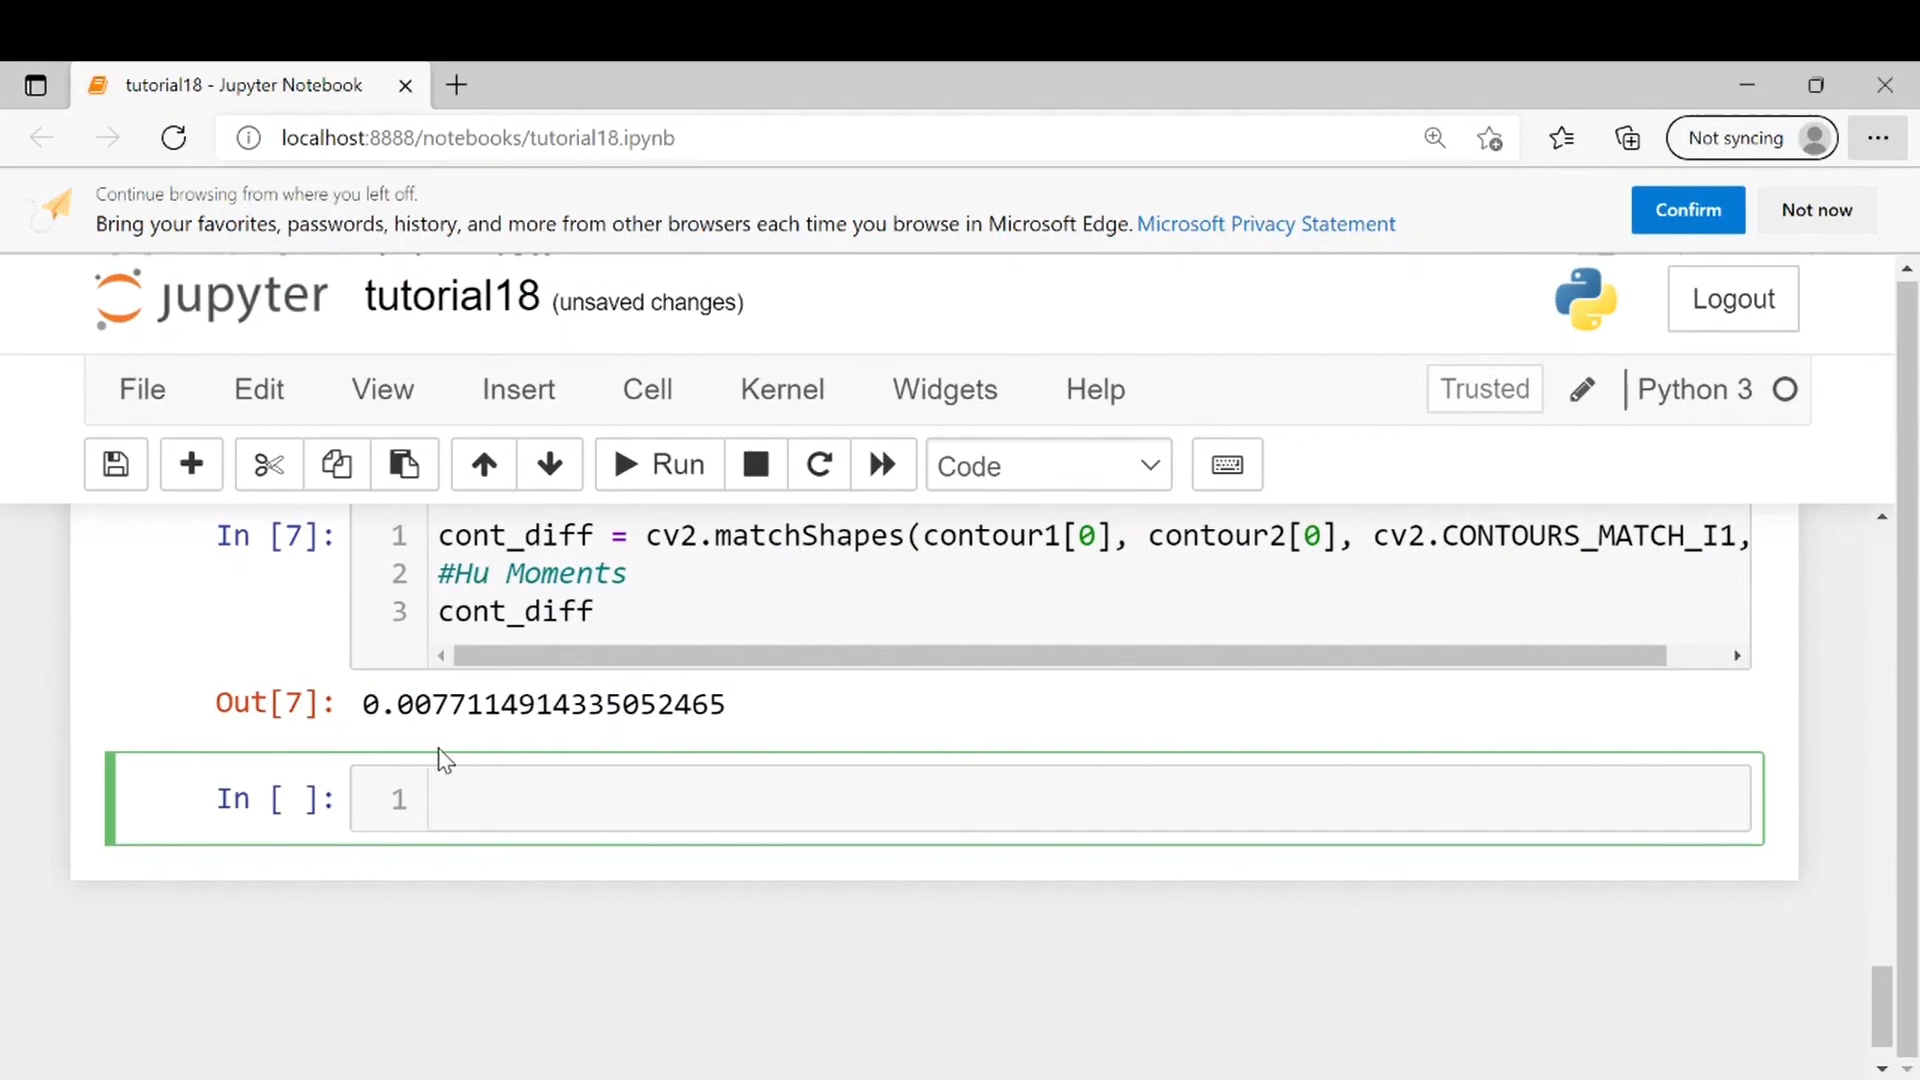 tutorial18 - Jupyter Notebook
localhost:8888/notebooks/tutorial18.ipynb
Not syncing
Continue browsing from where you left off.
Bring your favorites, passwords, history, and more from other browsers each time you browse in Microsoft Edge. Microsoft Privacy Statement
Confirm
Not now
jupyter tutorial18 (unsaved changes)
Logout
File Edit View Insert Cell Kernel Widgets Help
Trusted
Python 3
Run
Code
In [7]:
1 cont_diff = cv2.matchShapes(contour1[0], contour2[0], cv2.CONTOURS_MATCH_I1,
2 #Hu Moments
3 cont_diff
Out[7]: 0.0077114914335052465
In [ ]: 1